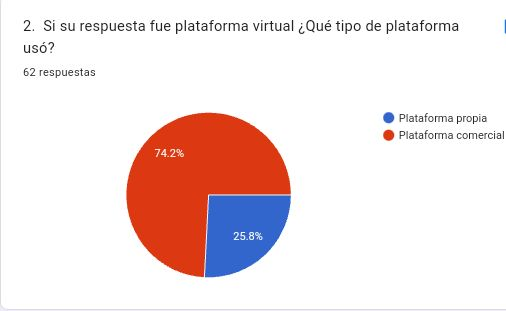 2. Si su respuesta fue plataforma virtual ¿Qué tipo de plataforma
usó?
62 respuestas
Plataforma propia
Plataforma comercial
74.2%
25.8%